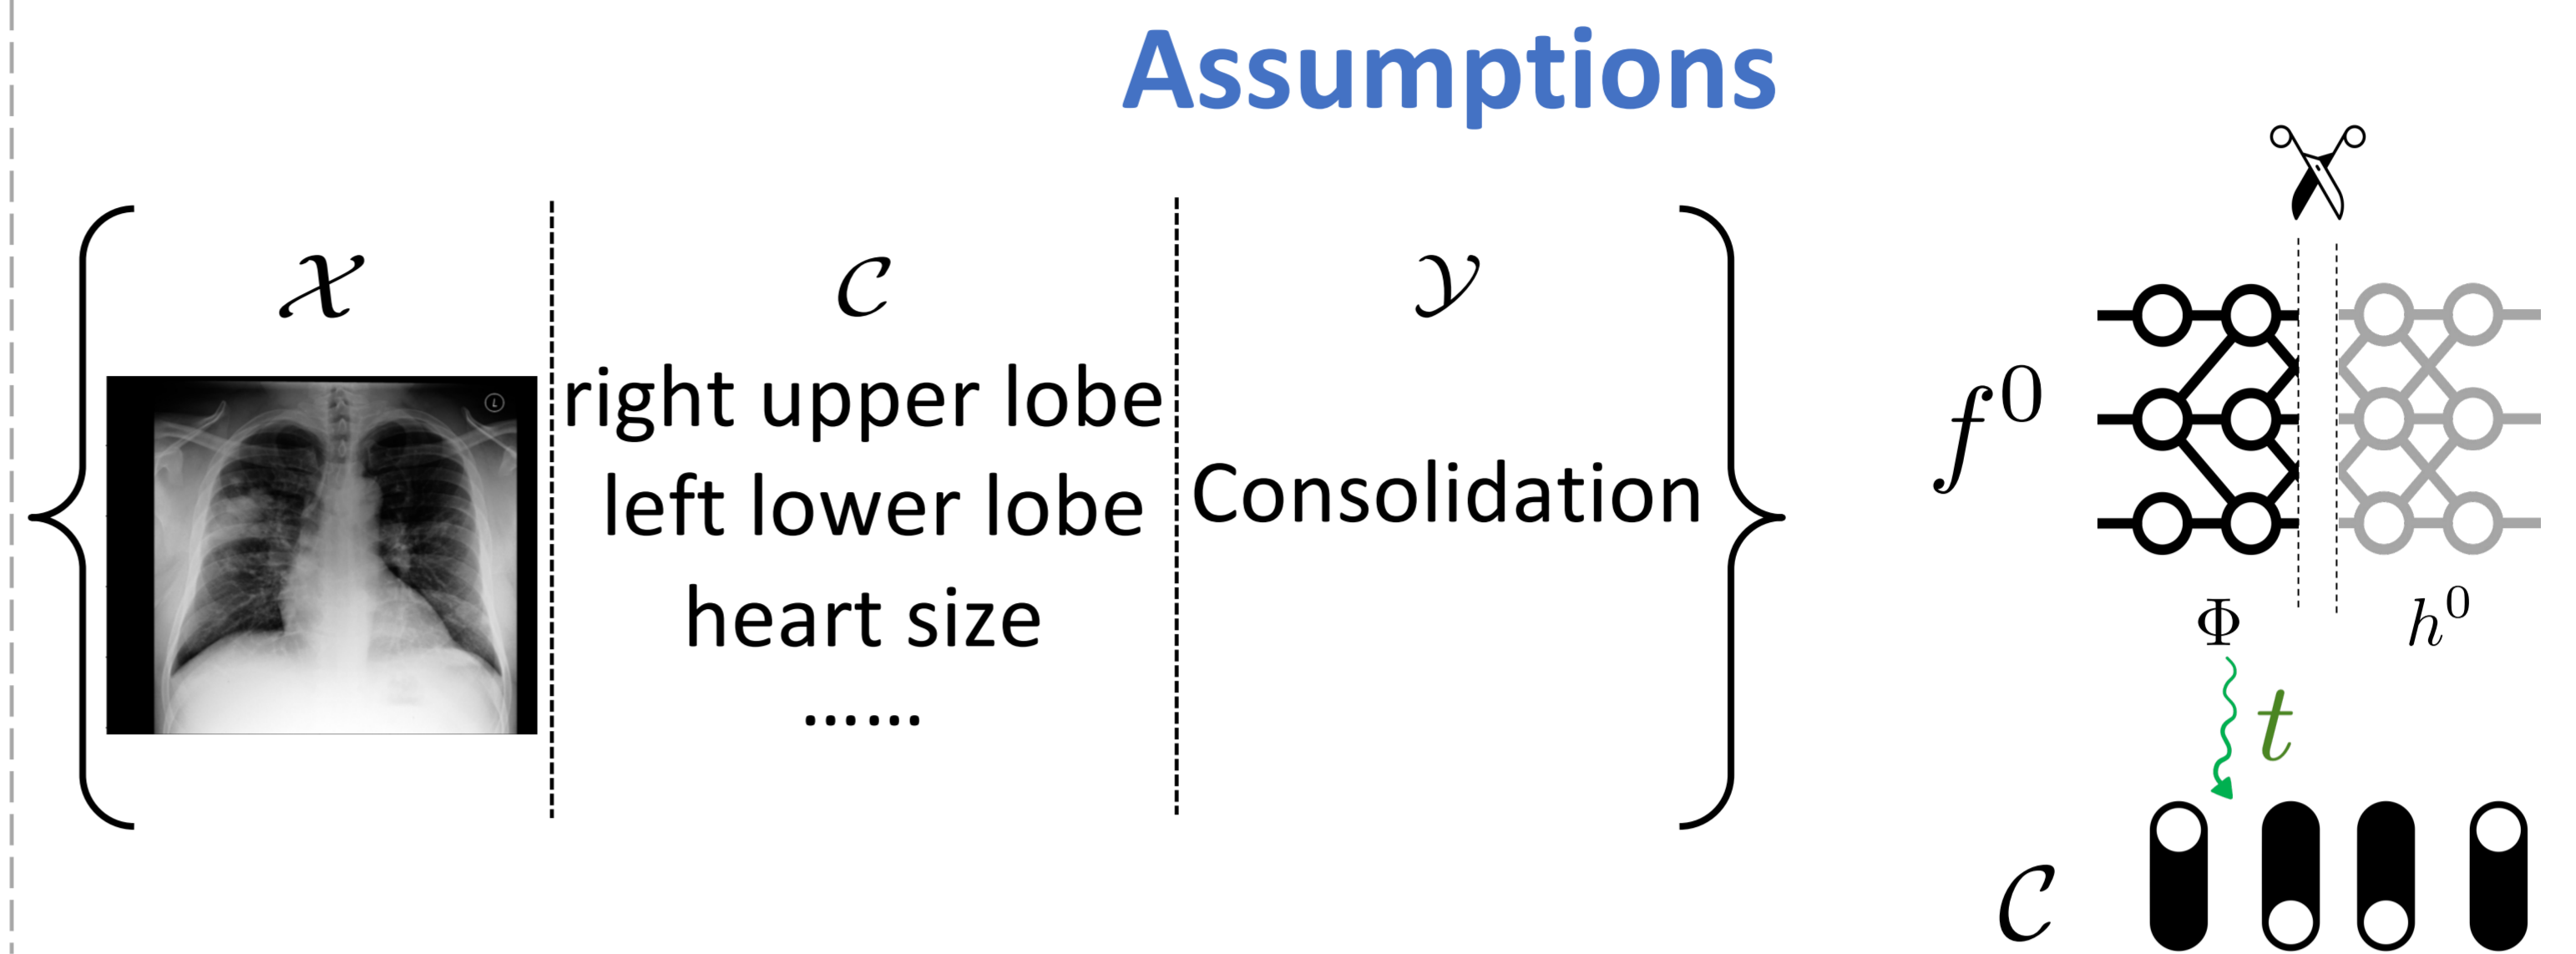 Assumptions
𝒳
𝒞
𝒴
right upper lobe
left lower lobe
heart size
......
Consolidation
L
f⁰
Φ
h⁰
t
𝒞